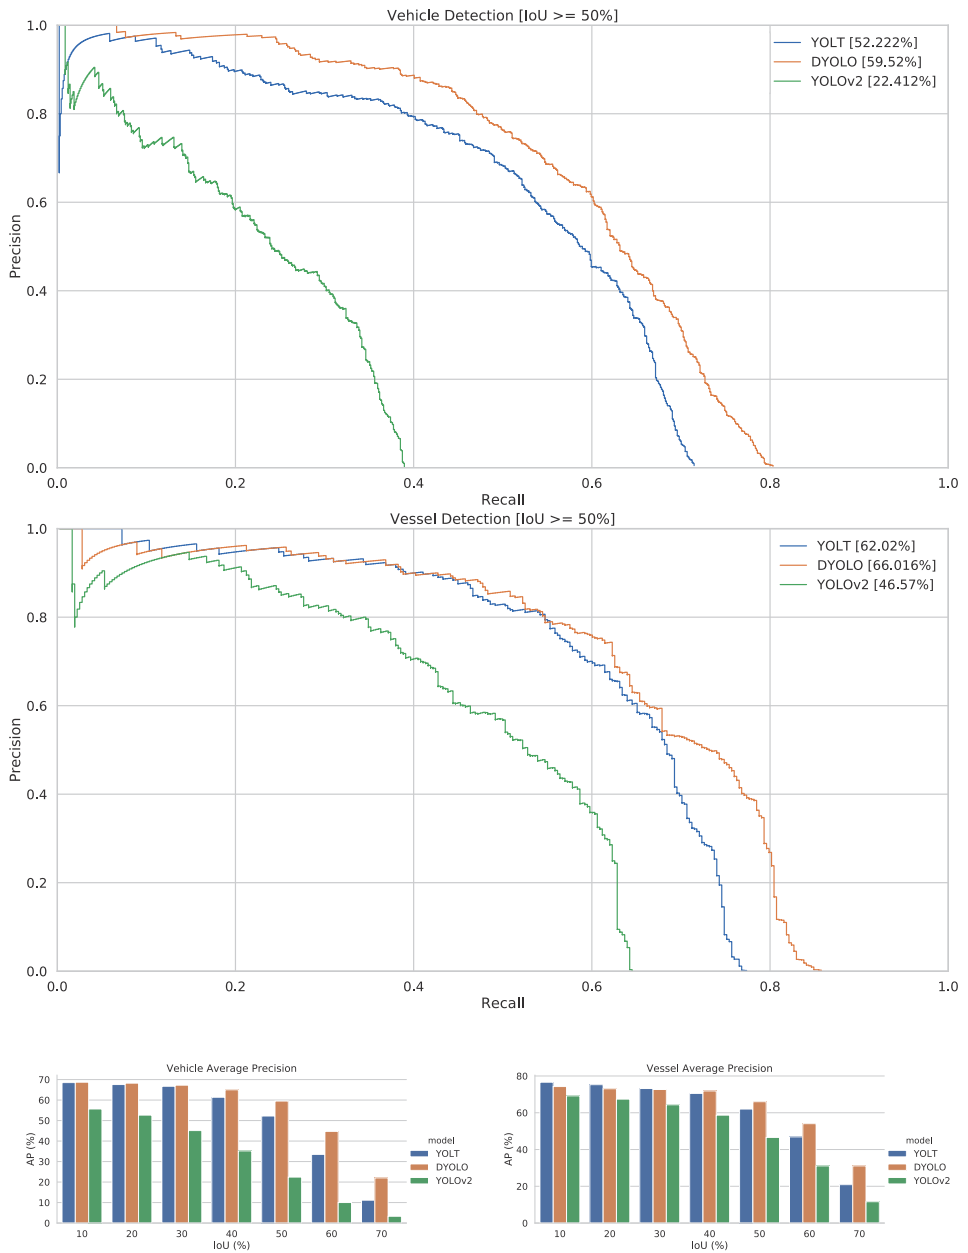 Vehicle Detection [IoU >= 50%]
1.0
0.8
0.6
0.4
0.2
0.0
Precision
YOLT [52.222%]
DYOLO [59.52%]
YOLOv2 [22.412%]
0.0 0.2 0.4 0.6 0.8 1.0
Recall
Vessel Detection [IoU >= 50%]
1.0
0.8
0.6
0.4
0.2
0.0
Precision
YOLT [62.02%]
DYOLO [66.016%]
YOLOv2 [46.57%]
0.0 0.2 0.4 0.6 0.8 1.0
Recall
Vehicle Average Precision
70
60
50
40
30
20
10
0
AP (%)
10 20 30 40 50 60 70
IoU (%)
model
YOLT
DYOLO
YOLOv2
Vessel Average Precision
80
60
40
20
0
AP (%)
10 20 30 40 50 60 70
IoU (%)
model
YOLT
DYOLO
YOLOv2